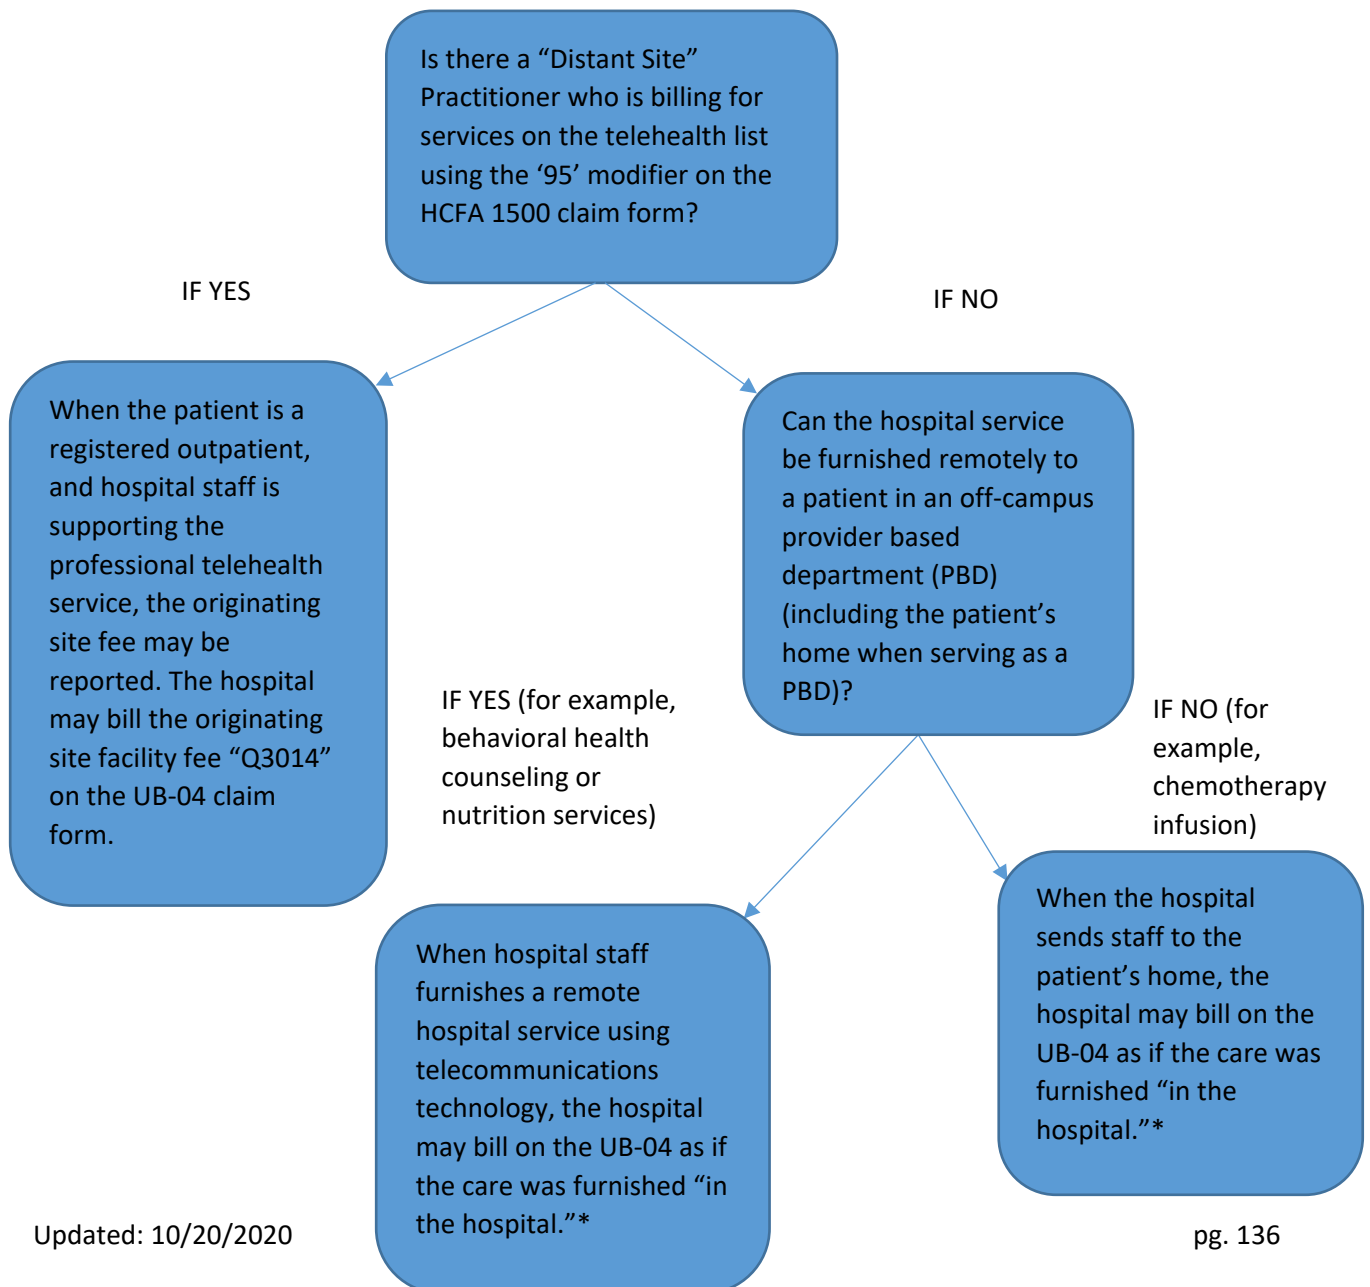 Is there a “Distant Site”
Practitioner who is billing for
services on the telehealth list
using the ‘95’ modifier on the
HCFA 1500 claim form?
IF YES
IF NO
When the patient is a
registered outpatient,
and hospital staff is
supporting the
professional telehealth
service, the originating
site fee may be
reported. The hospital
may bill the originating
site facility fee “Q3014”
on the UB-04 claim
form.
Can the hospital service
be furnished remotely to
a patient in an off-campus
provider based
department (PBD)
(including the patient’s
home when serving as a
PBD)?
IF YES (for example,
behavioral health
counseling or
nutrition services)
IF NO (for
example,
chemotherapy
infusion)
When hospital staff
furnishes a remote
hospital service using
telecommunications
technology, the hospital
may bill on the UB-04 as if
the care was furnished “in
the hospital.”*
When the hospital
sends staff to the
patient’s home, the
hospital may bill on the
UB-04 as if the care was
furnished “in the
hospital.”*
Updated: 10/20/2020
pg. 136